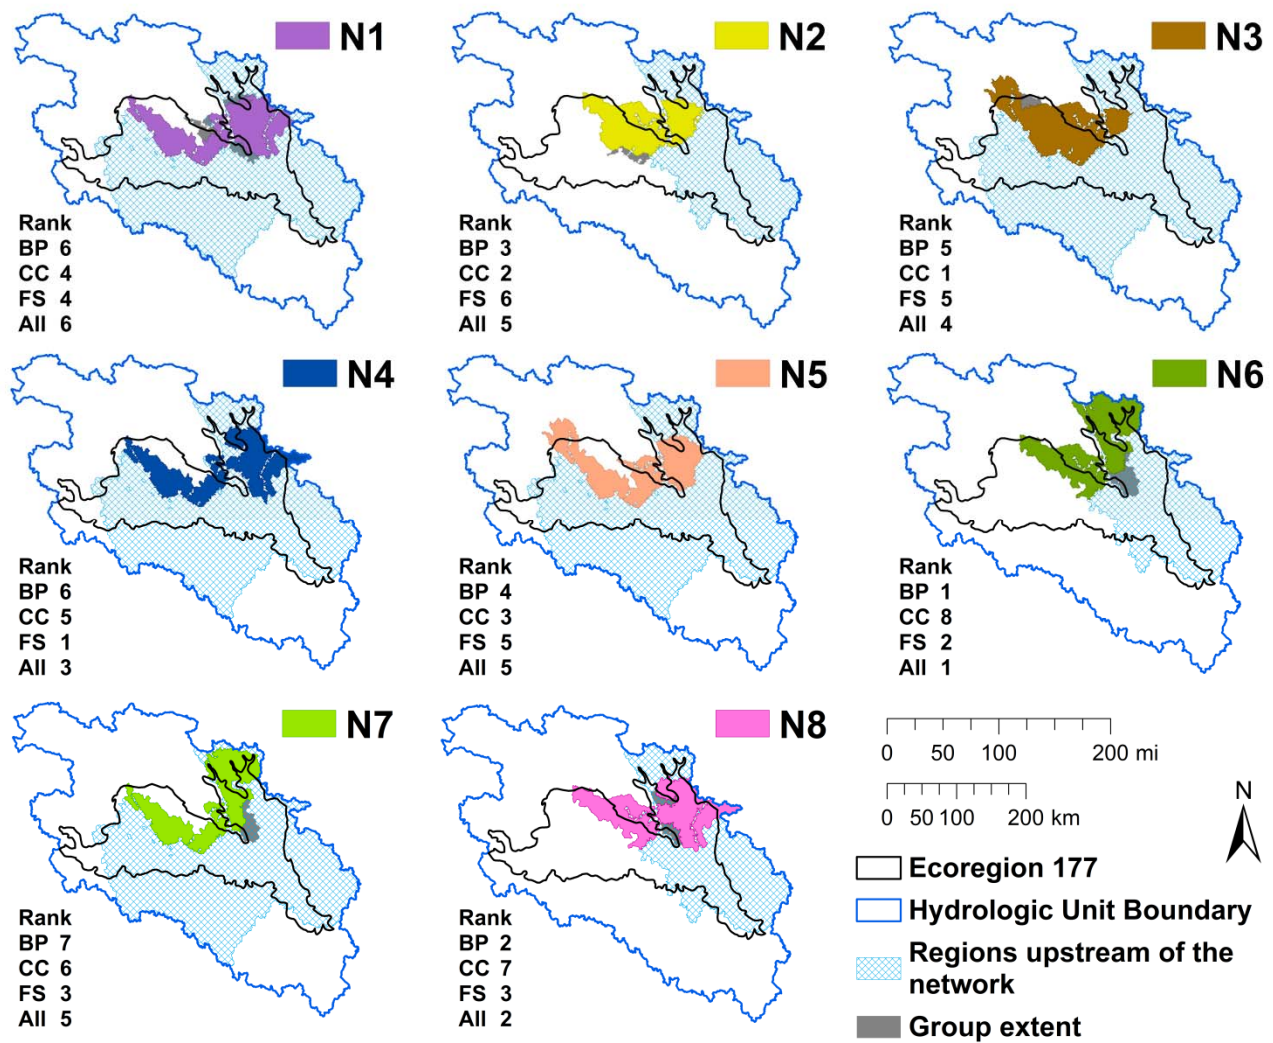 N1
Rank
BP 6
CC 4
FS 4
All 6
N2
Rank
BP 3
CC 2
FS 6
All 5
N3
Rank
BP 5
CC 1
FS 5
All 4
N4
Rank
BP 6
CC 5
FS 1
All 3
N5
Rank
BP 4
CC 3
FS 5
All 5
N6
Rank
BP 1
CC 8
FS 2
All 1
N7
Rank
BP 7
CC 6
FS 3
All 5
N8
Rank
BP 2
CC 7
FS 3
All 2
0 50 100 200 mi
0 50 100 200 km
N
Ecoregion 177
Hydrologic Unit Boundary
Regions upstream of the
network
Group extent